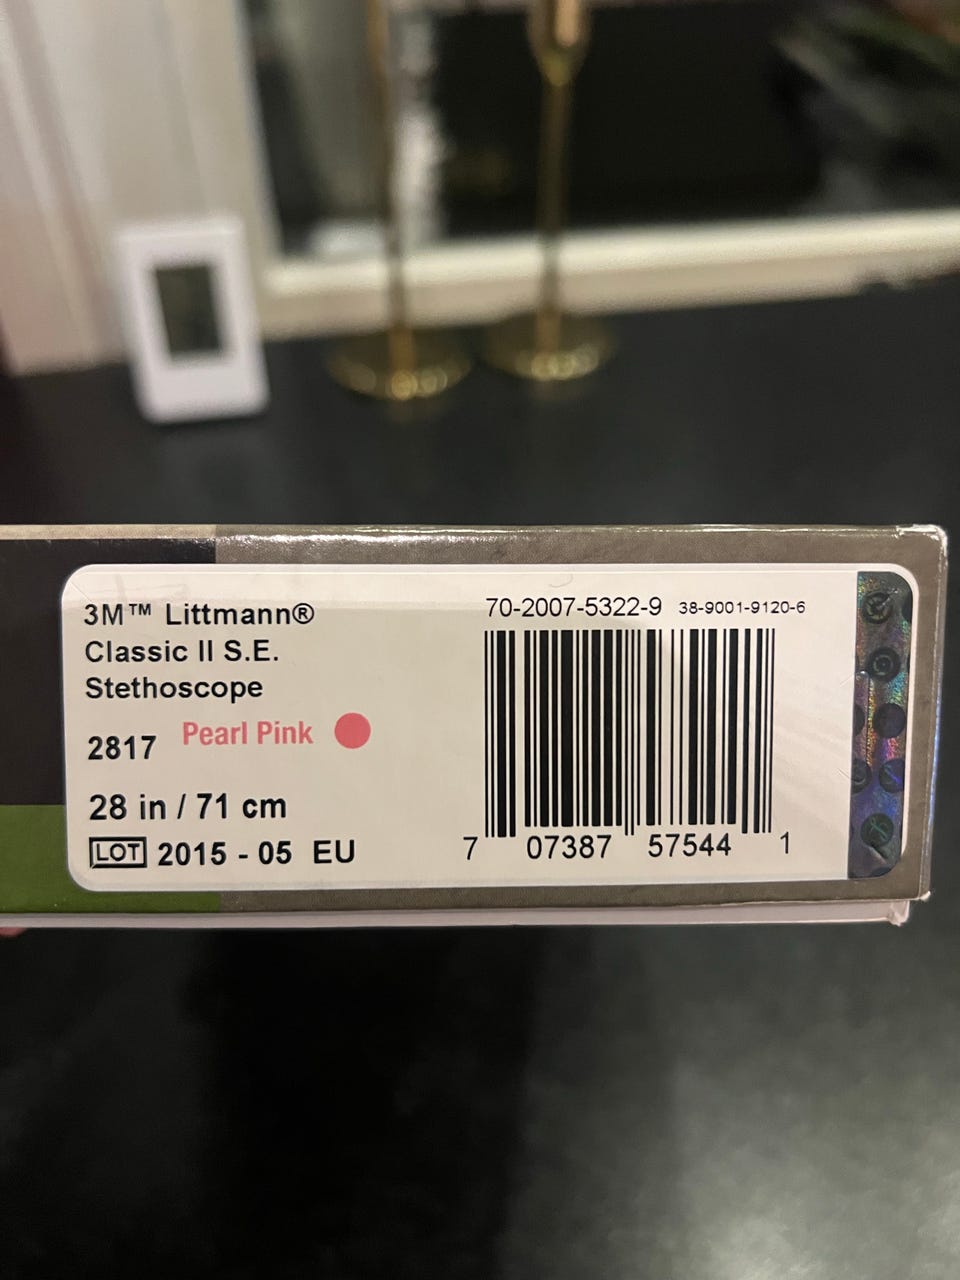 3M™ Littmann®
Classic II S.E.
Stethoscope
2817 Pearl Pink
28 in / 71 cm
LOT 2015 - 05 EU
70-2007-5322-9 38-9001-9120-6
7 07387 57544 1